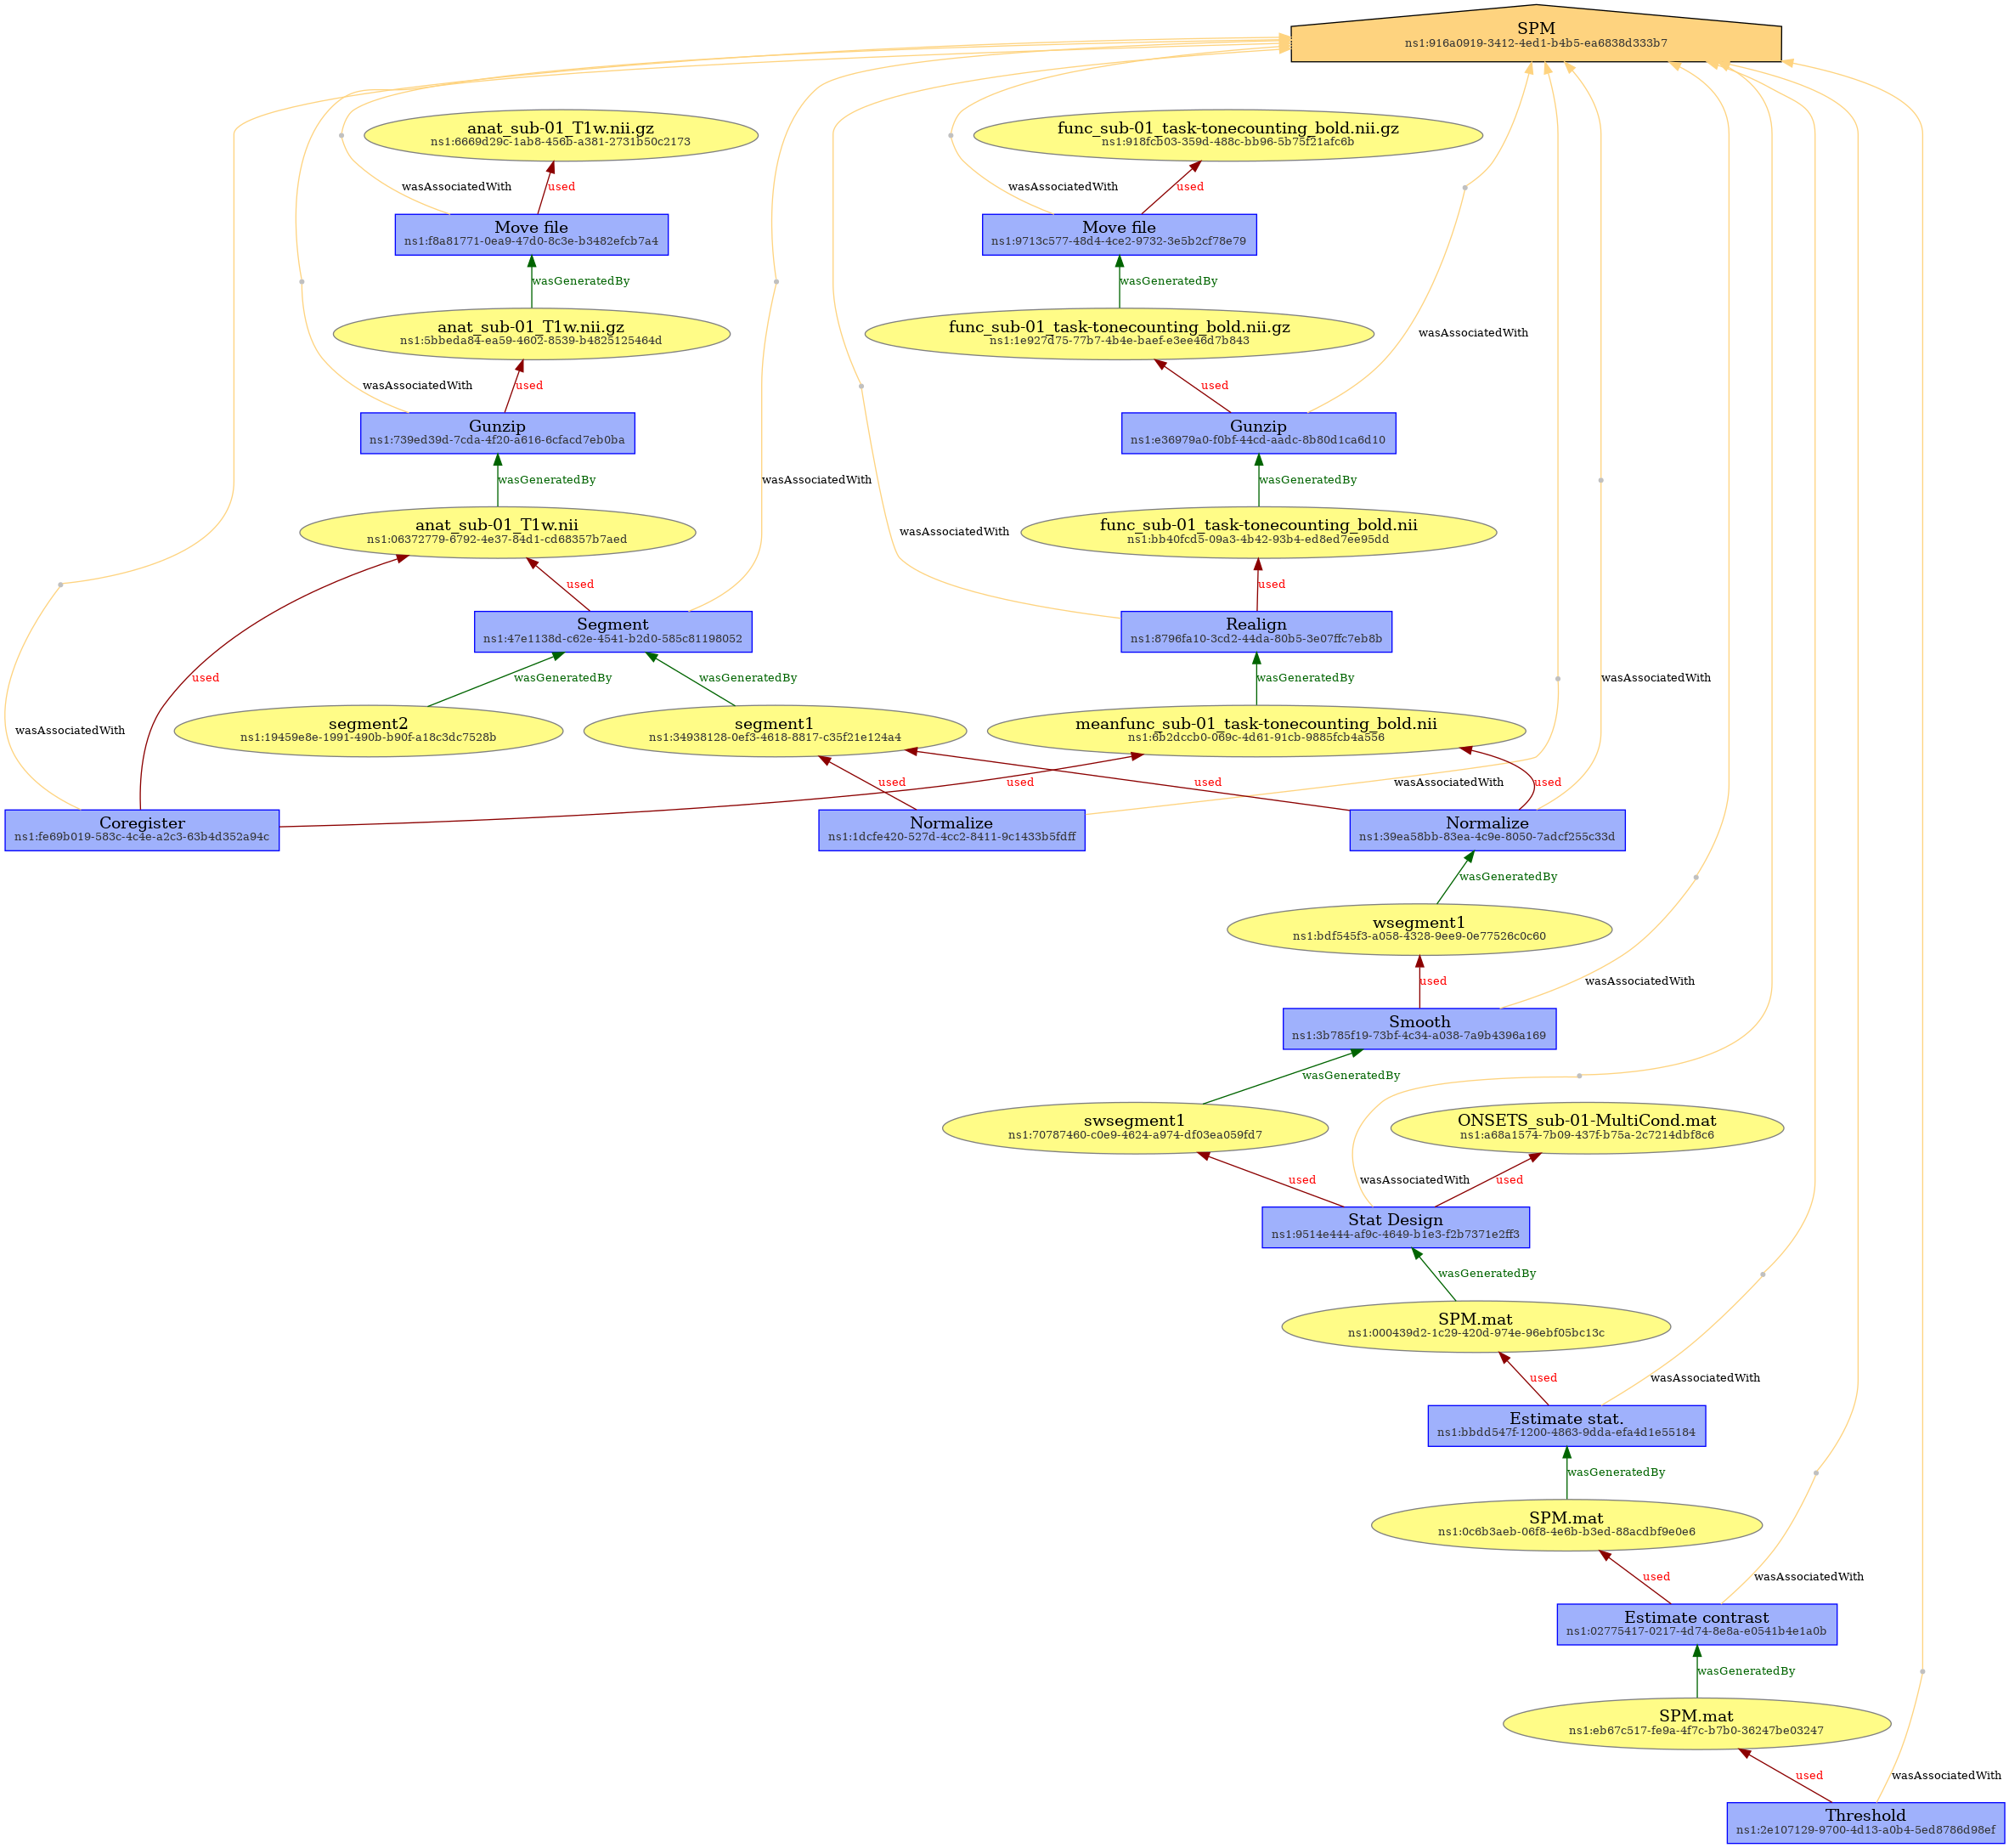 SPM
ns1:916a0919-3412-4ed1-b4b5-ea6838d333b7
anat_sub-01_T1w.nii.gz
ns1:6669d29c-1ab8-456b-a381-2731b50c2173
func_sub-01_task-tonecounting_bold.nii.gz
ns1:918fcb03-359d-488c-bb96-5b75f21afc6b
wasAssociatedWith
used
wasAssociatedWith
used
Move file
ns1:f8a81771-0ea9-47d0-8c3e-b3482efcb7a4
Move file
ns1:9713c577-48d4-4ce2-9732-3e5b2cf78e79
wasGeneratedBy
wasGeneratedBy
anat_sub-01_T1w.nii.gz
ns1:5bbeda84-ea59-4602-8539-b4825125464d
func_sub-01_task-tonecounting_bold.nii.gz
ns1:1e927d75-77b7-4b4e-baef-e3ee46d7b843
wasAssociatedWith
wasAssociatedWith
used
used
Gunzip
ns1:739ed39d-7cda-4f20-a616-6cfacd7eb0ba
Gunzip
ns1:e36979a0-f0bf-44cd-aadc-8b80d1ca6d10
wasGeneratedBy
wasAssociatedWith
wasGeneratedBy
anat_sub-01_T1w.nii
ns1:06372779-6792-4e37-84d1-cd68357b7aed
wasAssociatedWith
func_sub-01_task-tonecounting_bold.nii
ns1:bb40fcd5-09a3-4b42-93b4-ed8ed7ee95dd
used
used
Segment
ns1:47e1138d-c62e-4541-b2d0-585c81198052
Realign
ns1:8796fa10-3cd2-44da-80b5-3e07ffc7eb8b
used
wasGeneratedBy
wasGeneratedBy
wasGeneratedBy
wasAssociatedWith
wasAssociatedWith
segment2
ns1:19459e8e-1991-490b-b90f-a18c3dc7528b
segment1
ns1:34938128-0ef3-4618-8817-c35f21e124a4
meanfunc_sub-01_task-tonecounting_bold.nii
ns1:6b2dccb0-069c-4d61-91cb-9885fcb4a556
used
used
used
wasAssociatedWith
used
Coregister
ns1:fe69b019-583c-4c4e-a2c3-63b4d352a94c
Normalize
ns1:1dcfe420-527d-4cc2-8411-9c1433b5fdff
Normalize
ns1:39ea58bb-83ea-4c9e-8050-7adcf255c33d
wasGeneratedBy
wsegment1
ns1:bdf545f3-a058-4328-9ee9-0e77526c0c60
used
wasAssociatedWith
Smooth
ns1:3b785f19-73bf-4c34-a038-7a9b4396a169
wasGeneratedBy
swsegment1
ns1:70787460-c0e9-4624-a974-df03ea059fd7
ONSETS_sub-01-MultiCond.mat
ns1:a68a1574-7b09-437f-b75a-2c7214dbf8c6
used
wasAssociatedWith
used
Stat Design
ns1:9514e444-af9c-4649-b1e3-f2b7371e2ff3
wasGeneratedBy
SPM.mat
ns1:000439d2-1c29-420d-974e-96ebf05bc13c
used
wasAssociatedWith
Estimate stat.
ns1:bbdd547f-1200-4863-9dda-efa4d1e55184
wasGeneratedBy
SPM.mat
ns1:0c6b3aeb-06f8-4e6b-b3ed-88acdbf9e0e6
used
wasAssociatedWith
Estimate contrast
ns1:02775417-0217-4d74-8e8a-e0541b4e1a0b
wasGeneratedBy
SPM.mat
ns1:eb67c517-fe9a-4f7c-b7b0-36247be03247
used
wasAssociatedWith
Threshold
ns1:2e107129-9700-4d13-a0b4-5ed8786d98ef